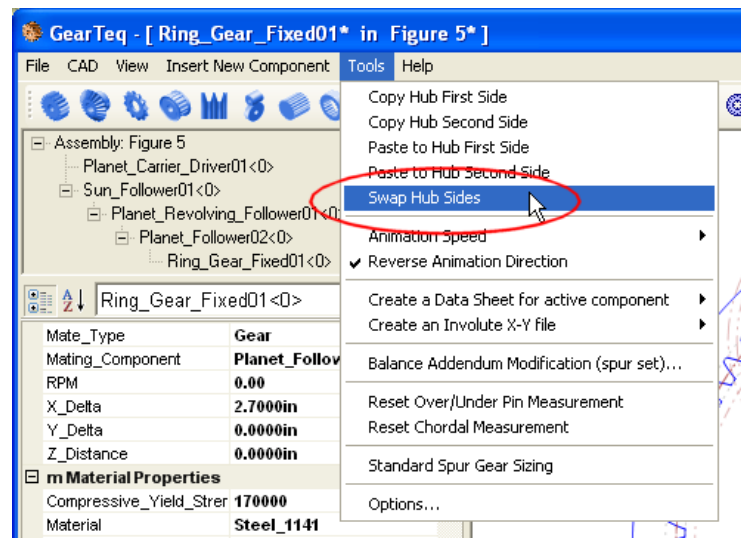 GearTeq - [ Ring_Gear_Fixed01* in Figure 5* ]
File CAD View Insert New Component Tools Help
Assembly: Figure 5
Planet_Carrier_Driver01<0>
Sun_Follower01<0>
Planet_Revolving_Follower01<0>
Planet_Follower02<0>
Ring_Gear_Fixed01<0>
Ring_Gear_Fixed01<0>
Mate_Type Gear
Mating_Component Planet_Follow
RPM 0.00
X_Delta 2.7000in
Y_Delta 0.0000in
Z_Distance 0.0000in
m Material Properties
Compressive_Yield_Strer 170000
Material Steel_1141
Copy Hub First Side
Copy Hub Second Side
Paste to Hub First Side
Paste to Hub Second Side
Swap Hub Sides
Animation Speed
Reverse Animation Direction
Create a Data Sheet for active component
Create an Involute X-Y file
Balance Addendum Modification (spur set)...
Reset Over/Under Pin Measurement
Reset Chordal Measurement
Standard Spur Gear Sizing
Options...